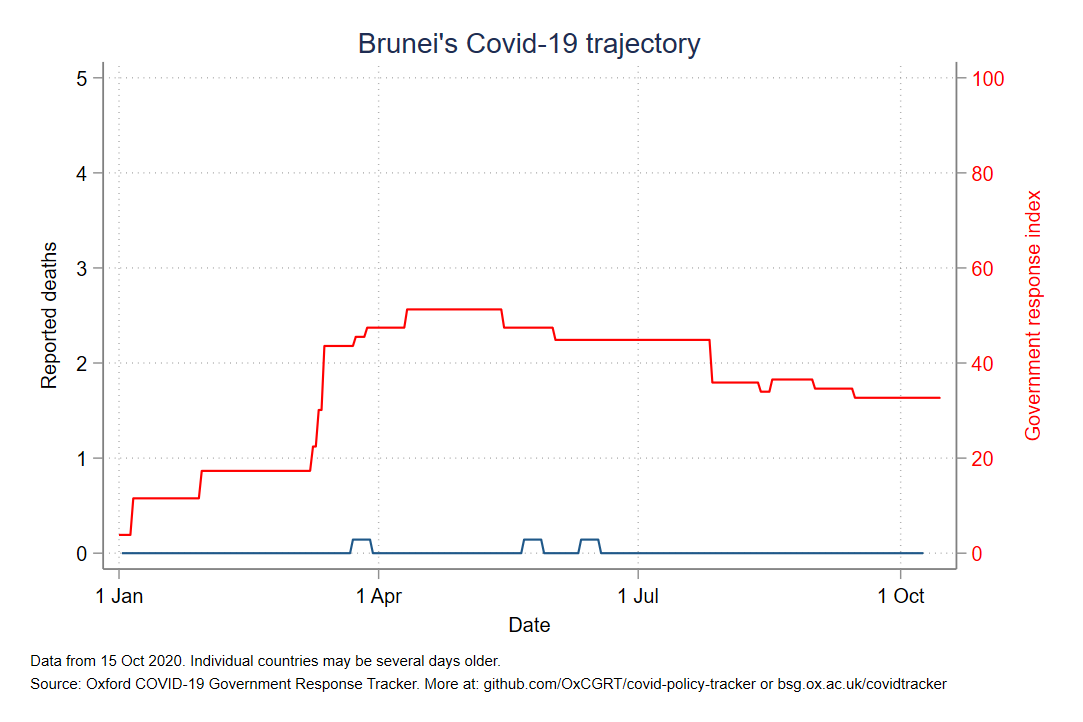 Brunei's Covid-19 trajectory
5
4
3
2
1
0
Reported deaths
100
80
60
40
20
0
Government response index
1 Jan 1 Apr 1 Jul 1 Oct
Date
Data from 15 Oct 2020. Individual countries may be several days older.
Source: Oxford COVID-19 Government Response Tracker. More at: github.com/OxCGRT/covid-policy-tracker or bsg.ox.ac.uk/covidtracker